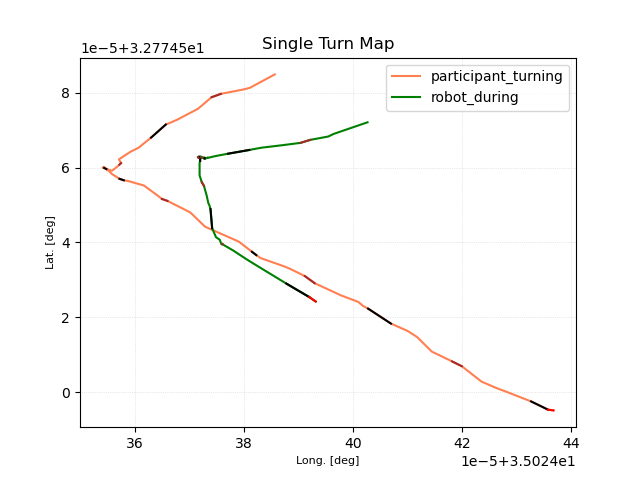 Single Turn Map
1e−5+3.27745e1
participant_turning
robot_during
8
6
4
2
0
Lat. [deg]
36 38 40 42 44
Long. [deg]
1e−5+3.5024e1